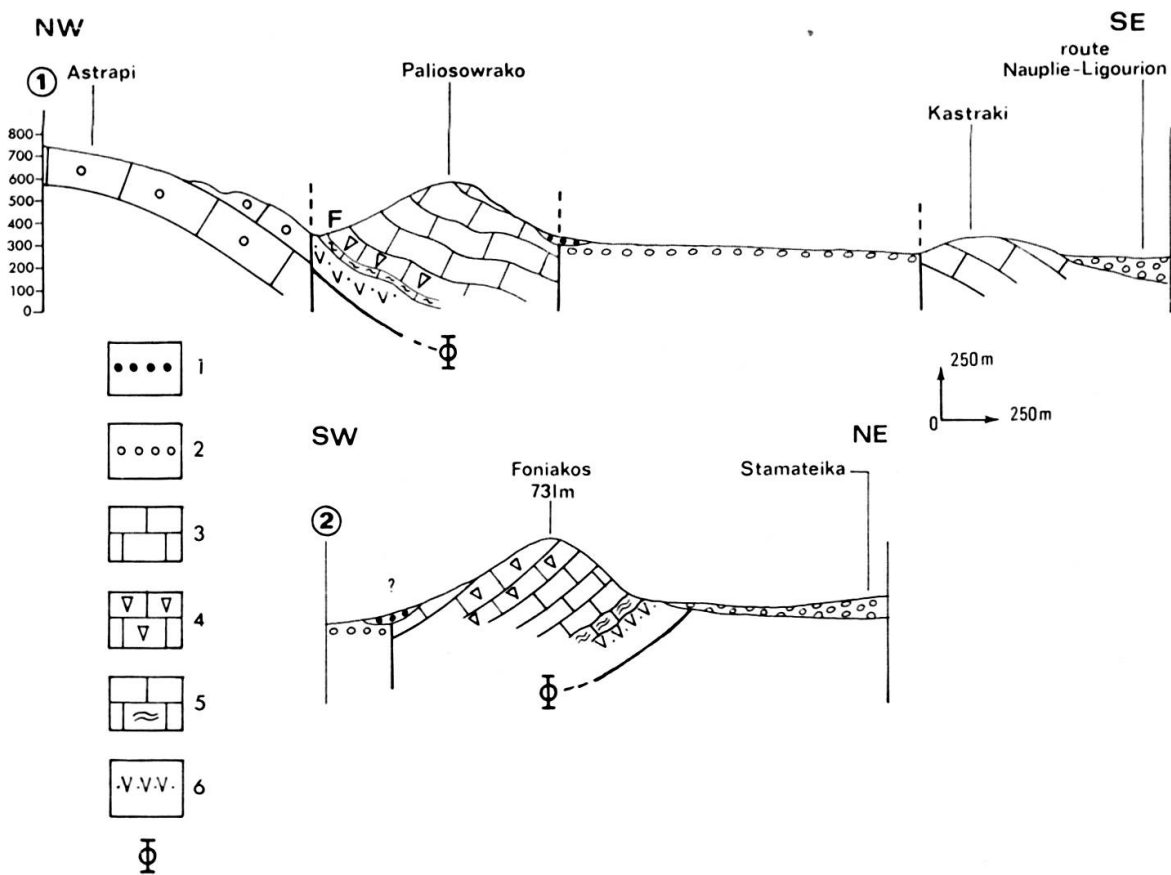 NW
SE
① Astrapi
Paliosowrako
route
Nauplie-Ligourion
Kastraki
800
700
600
500
400
300
200
100
0
F
Φ
250m
0 250m
1
2
3
4
5
6
Φ
SW
NE
Foniakos
731m
Stamateika
②
?
Φ